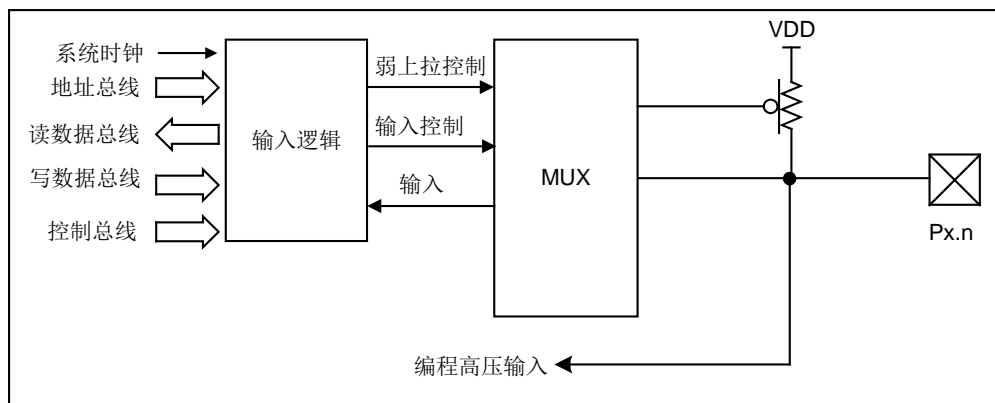 系统时钟
地址总线
读数据总线
写数据总线
控制总线
输入逻辑
弱上拉控制
输入控制
输入
MUX
VDD
Px.n
编程高压输入